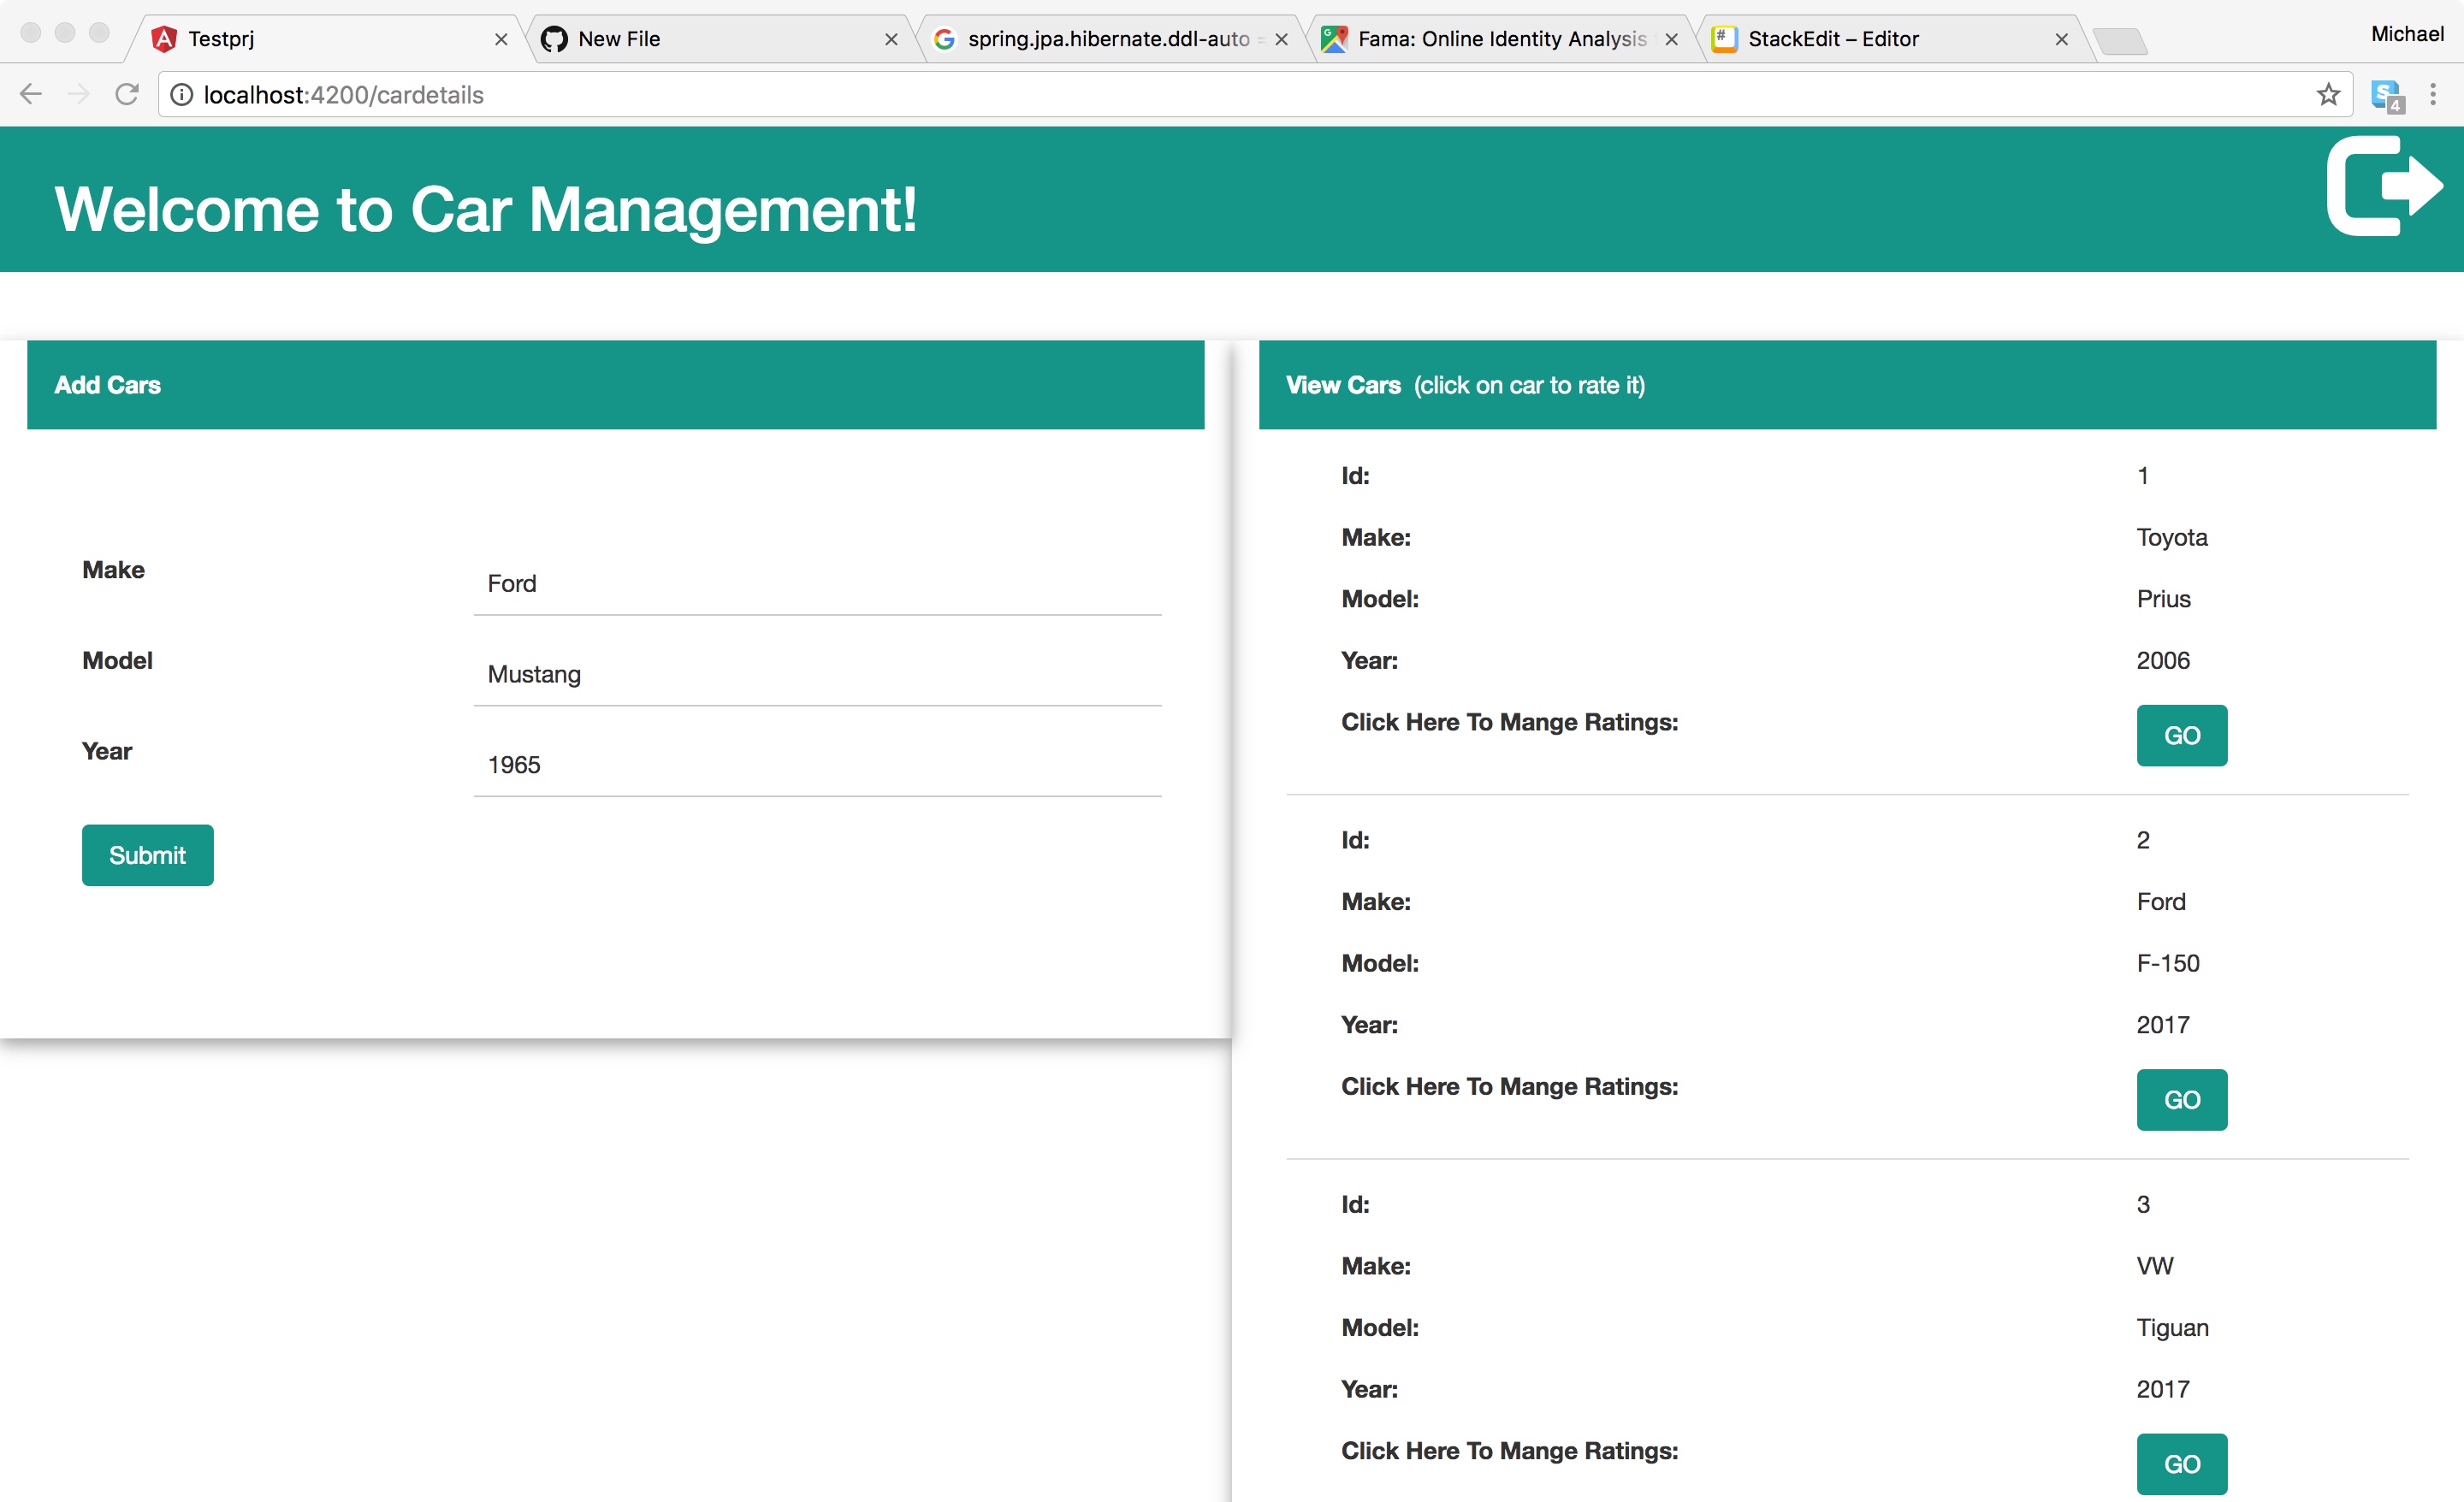 Testprj
New File
spring.jpa.hibernate.ddl-auto
Fama: Online Identity Analysis
StackEdit – Editor
Michael
localhost:4200/cardetails
4
Welcome to Car Management!
Add Cars
Make
Ford
Model
Mustang
Year
1965
Submit
View Cars (click on car to rate it)
Id: 1
Make: Toyota
Model: Prius
Year: 2006
Click Here To Mange Ratings: GO
Id: 2
Make: Ford
Model: F-150
Year: 2017
Click Here To Mange Ratings: GO
Id: 3
Make: VW
Model: Tiguan
Year: 2017
Click Here To Mange Ratings: GO